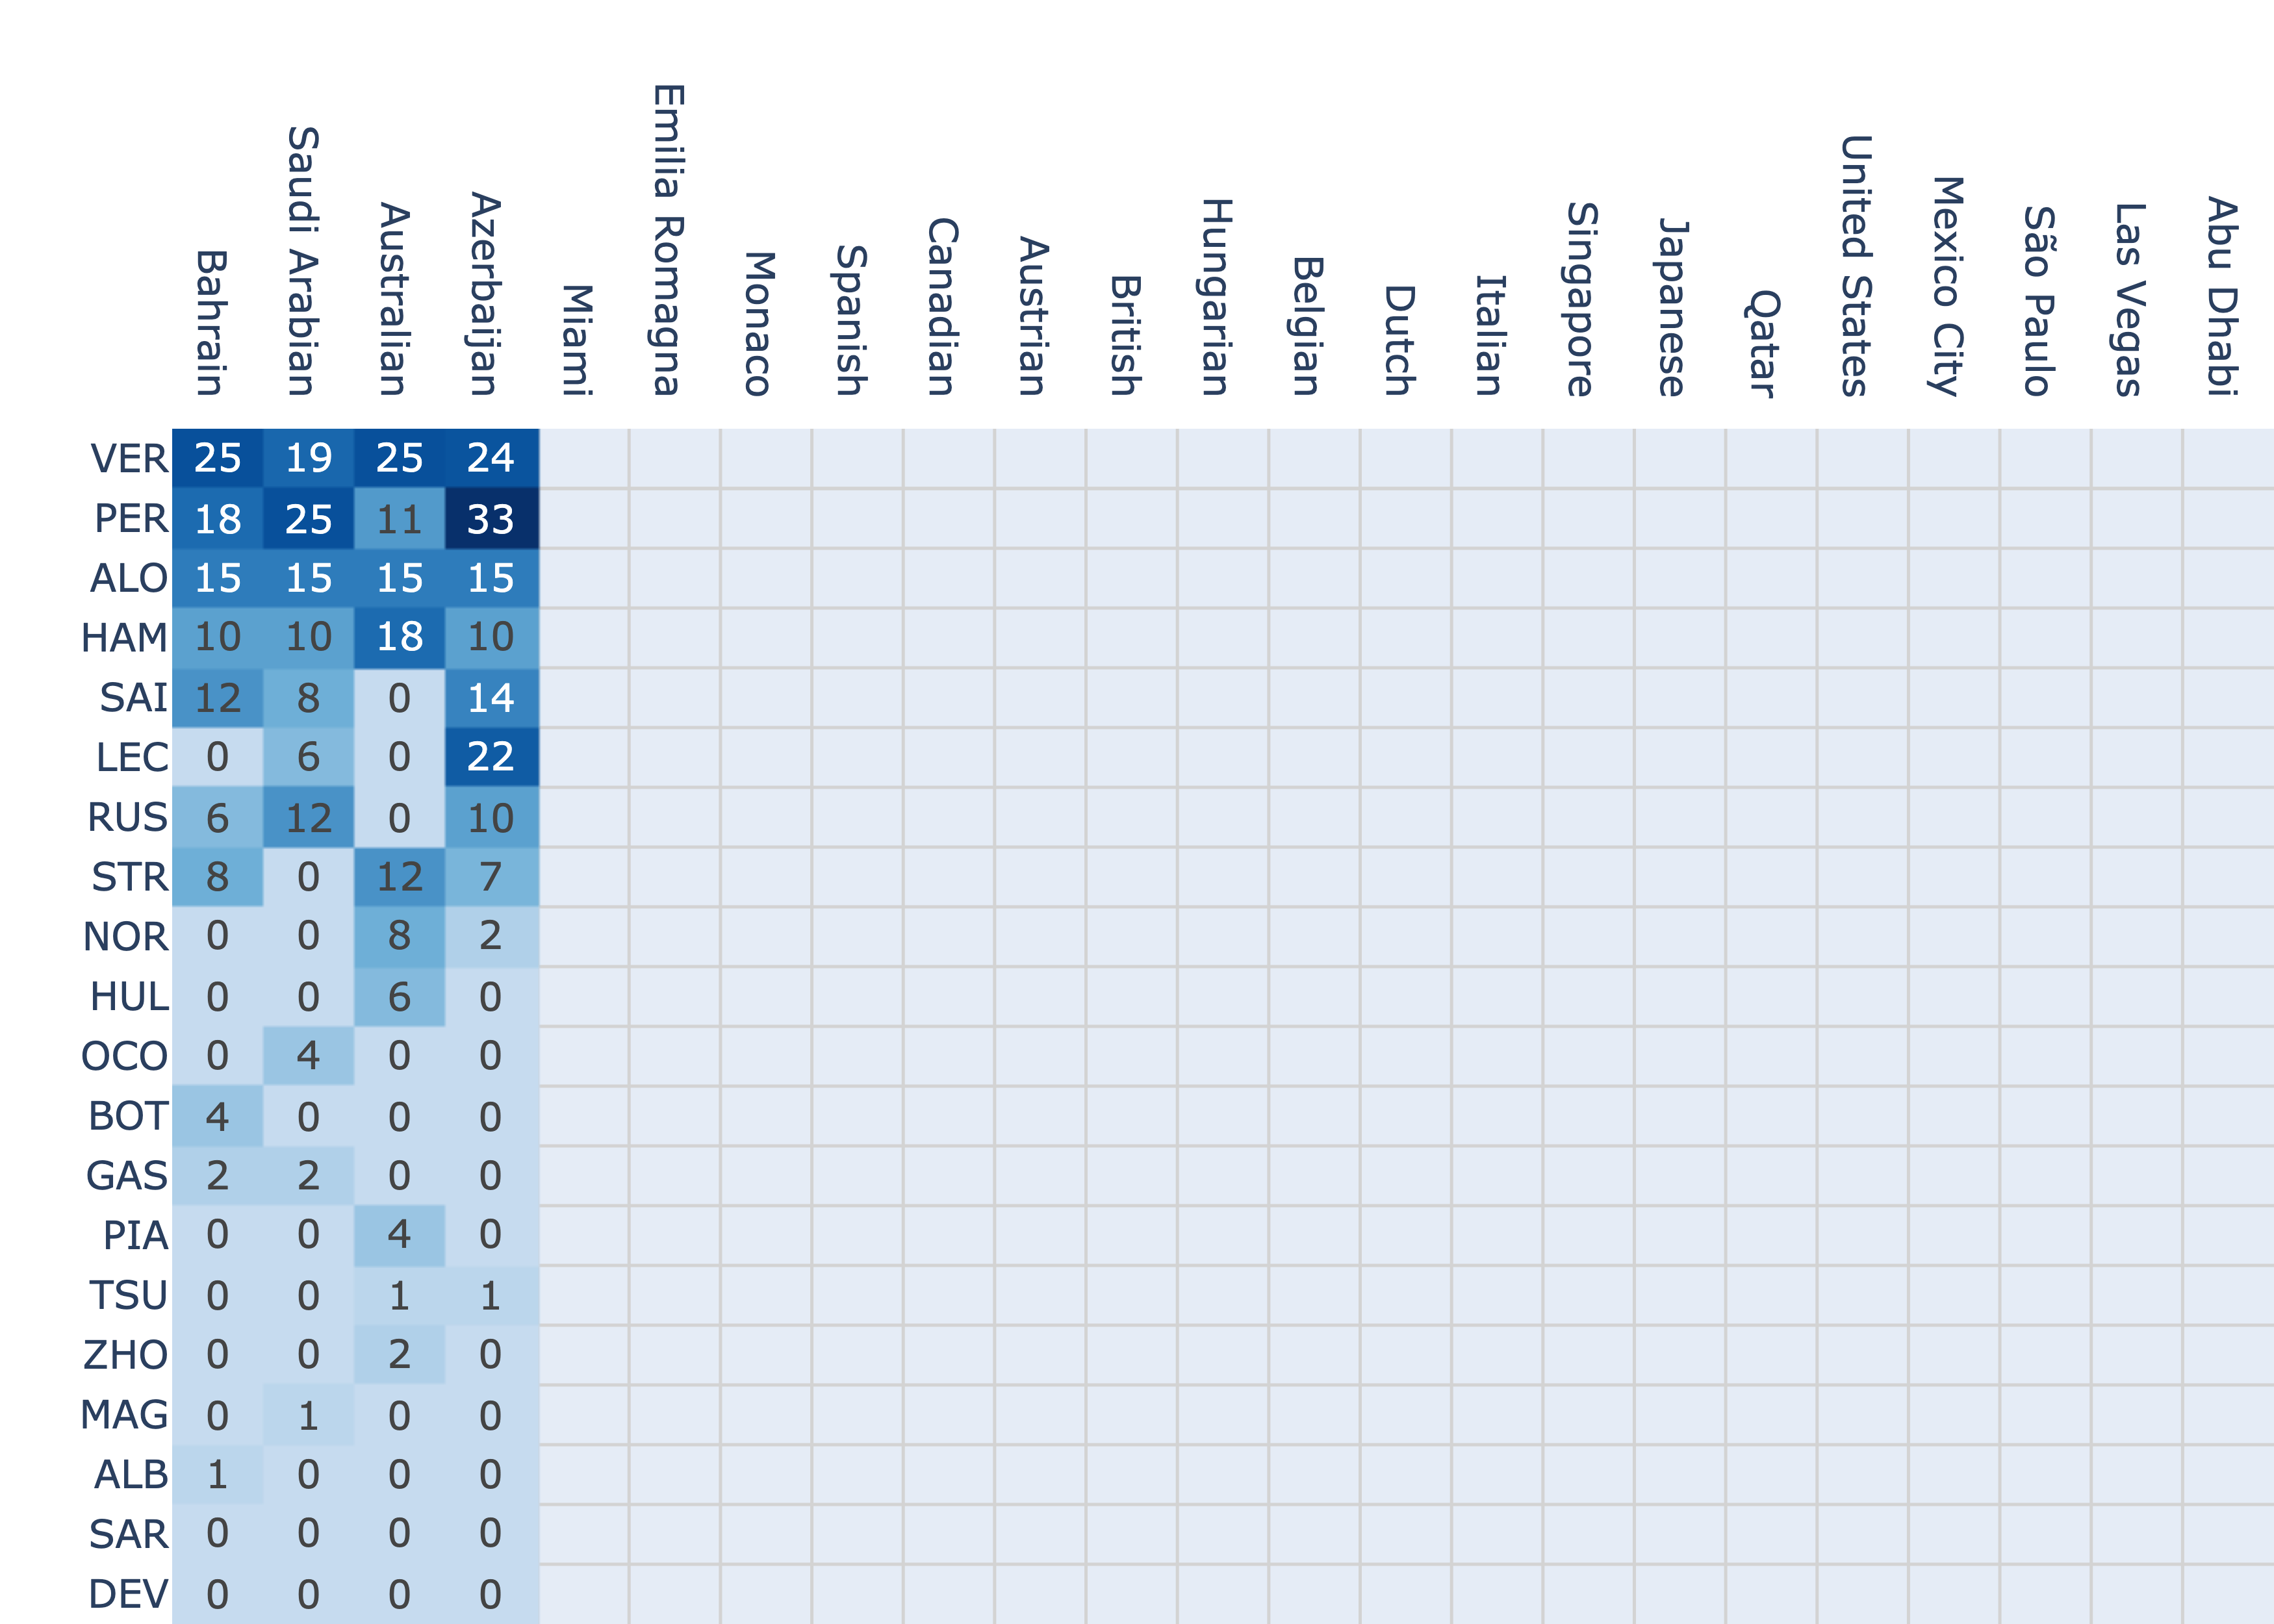 Bahrain
Saudi Arabian
Australian
Azerbaijan
Miami
Emilia Romagna
Monaco
Spanish
Canadian
Austrian
British
Hungarian
Belgian
Dutch
Italian
Singapore
Japanese
Qatar
United States
Mexico City
São Paulo
Las Vegas
Abu Dhabi
VER 25 19 25 24
PER 18 25 11 33
ALO 15 15 15 15
HAM 10 10 18 10
SAI 12 8 0 14
LEC 0 6 0 22
RUS 6 12 0 10
STR 8 0 12 7
NOR 0 0 8 2
HUL 0 0 6 0
OCO 0 4 0 0
BOT 4 0 0 0
GAS 2 2 0 0
PIA 0 0 4 0
TSU 0 0 1 1
ZHO 0 0 2 0
MAG 0 1 0 0
ALB 1 0 0 0
SAR 0 0 0 0
DEV 0 0 0 0